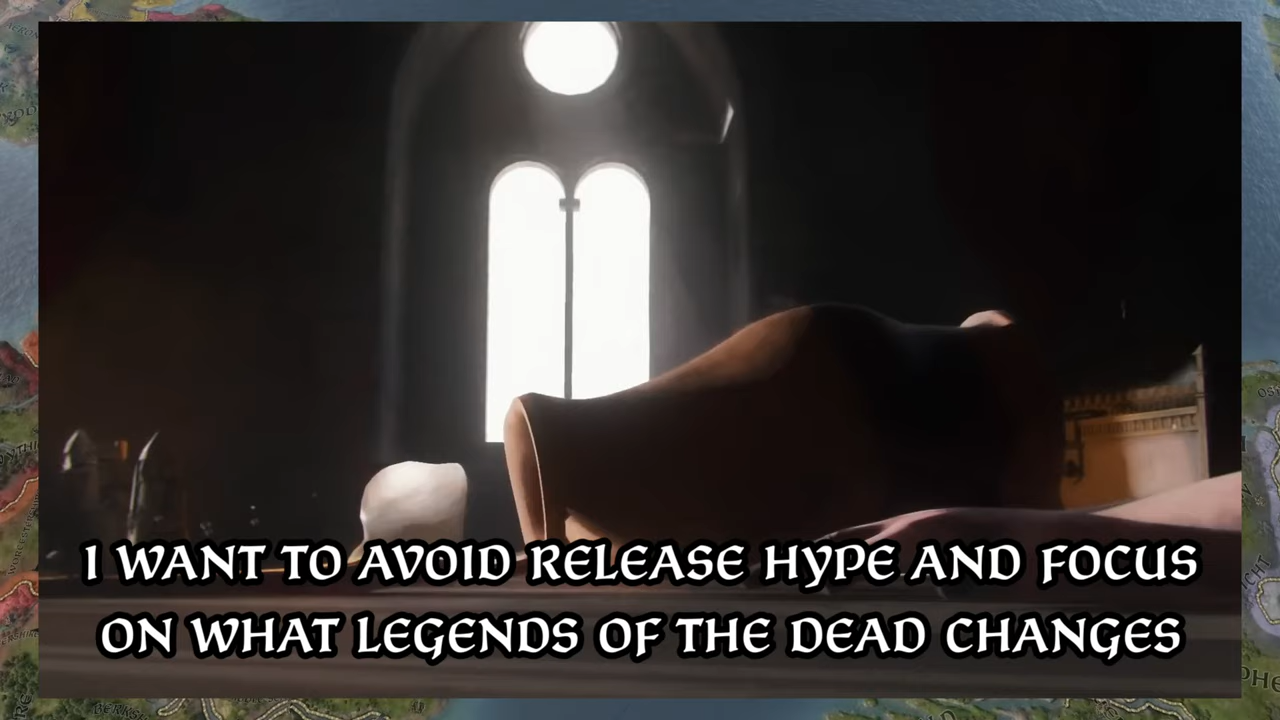 I WANT TO AVOID RELEASE HYPE AND FOCUS
ON WHAT LEGENDS OF THE DEAD CHANGES